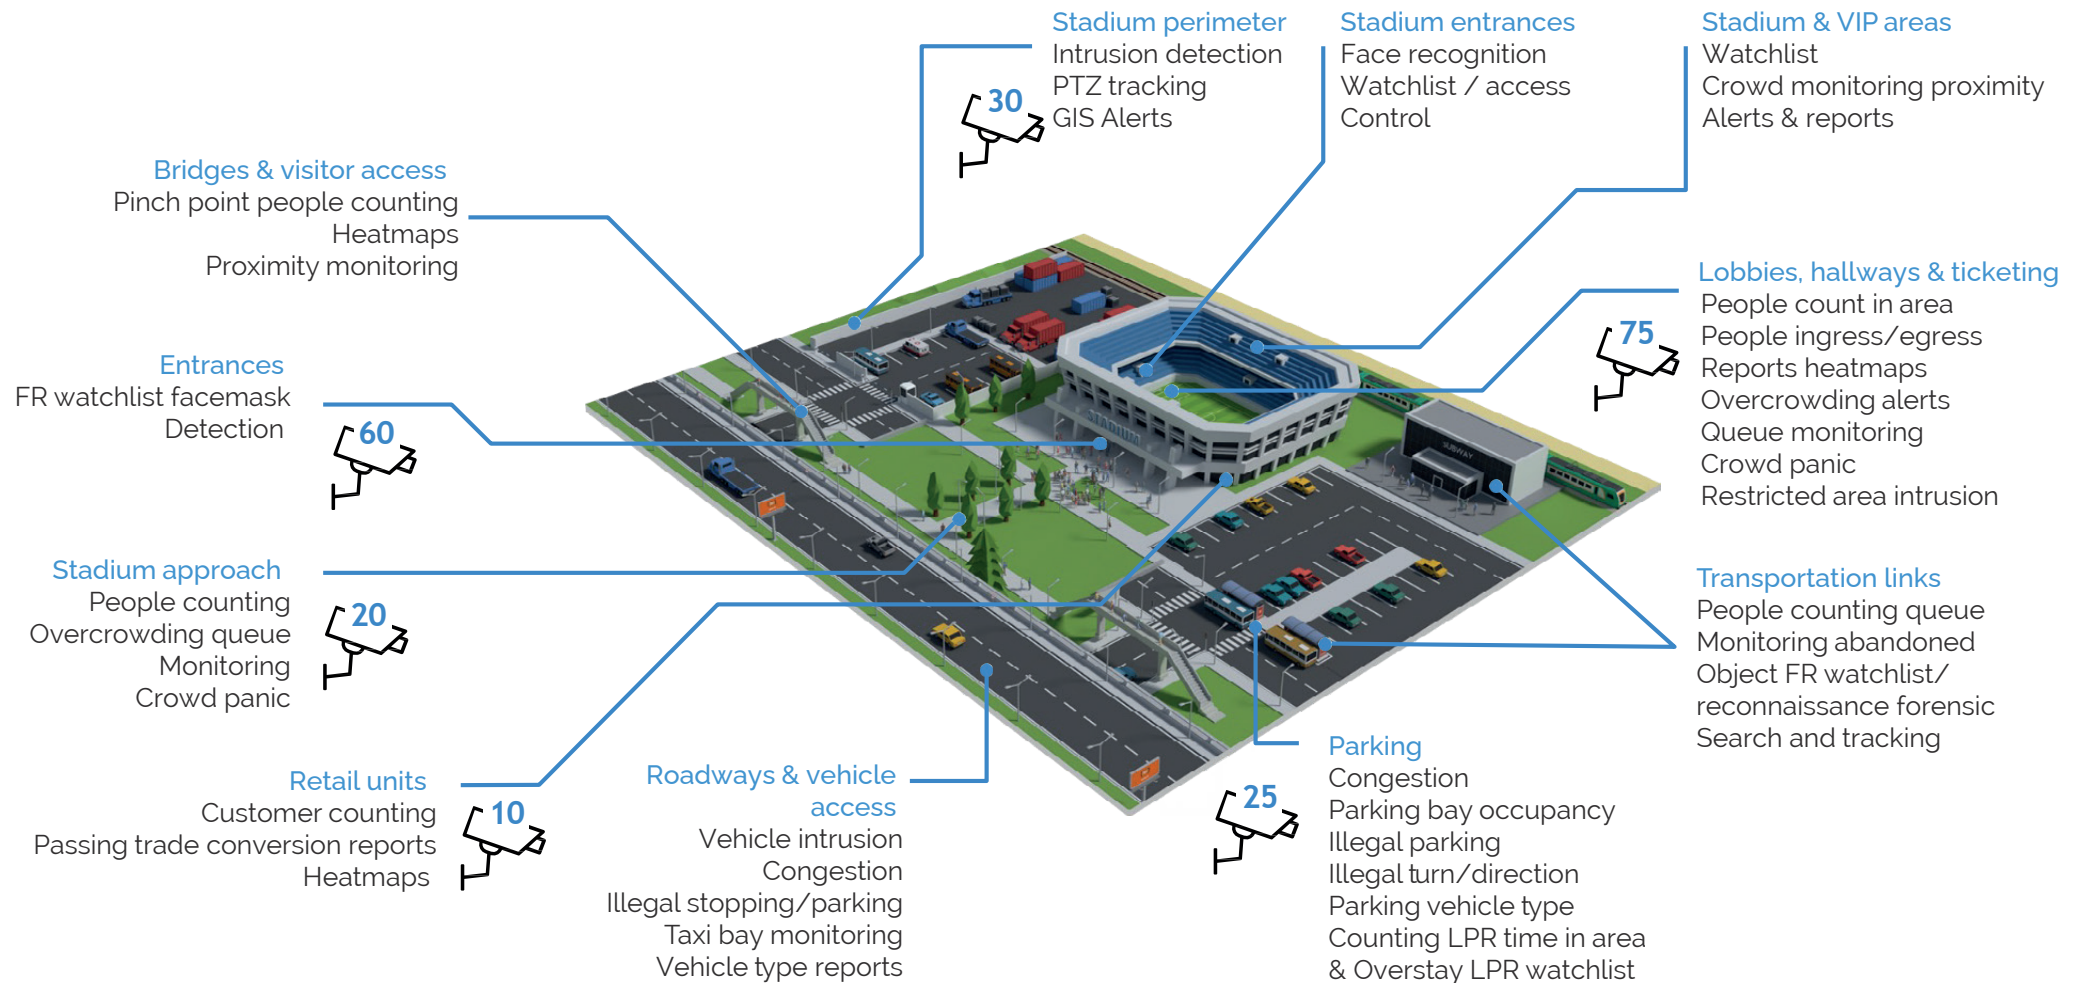 Stadium perimeter
Intrusion detection
PTZ tracking
GIS Alerts
30
Stadium entrances
Face recognition
Watchlist / access
Control
Stadium & VIP areas
Watchlist
Crowd monitoring proximity
Alerts & reports
Bridges & visitor access
Pinch point people counting
Heatmaps
Proximity monitoring
Lobbies, hallways & ticketing
People count in area
People ingress/egress
Reports heatmaps
Overcrowding alerts
Queue monitoring
Crowd panic
Restricted area intrusion
75
Entrances
FR watchlist facemask
Detection
60
STADIUM
SUBWAY
Stadium approach
People counting
Overcrowding queue
Monitoring
Crowd panic
20
Transportation links
People counting queue
Monitoring abandoned
Object FR watchlist/
reconnaissance forensic
Search and tracking
Retail units
Customer counting
Passing trade conversion reports
Heatmaps
10
Roadways & vehicle
access
Vehicle intrusion
Congestion
Illegal stopping/parking
Taxi bay monitoring
Vehicle type reports
25
Parking
Congestion
Parking bay occupancy
Illegal parking
Illegal turn/direction
Parking vehicle type
Counting LPR time in area
& Overstay LPR watchlist